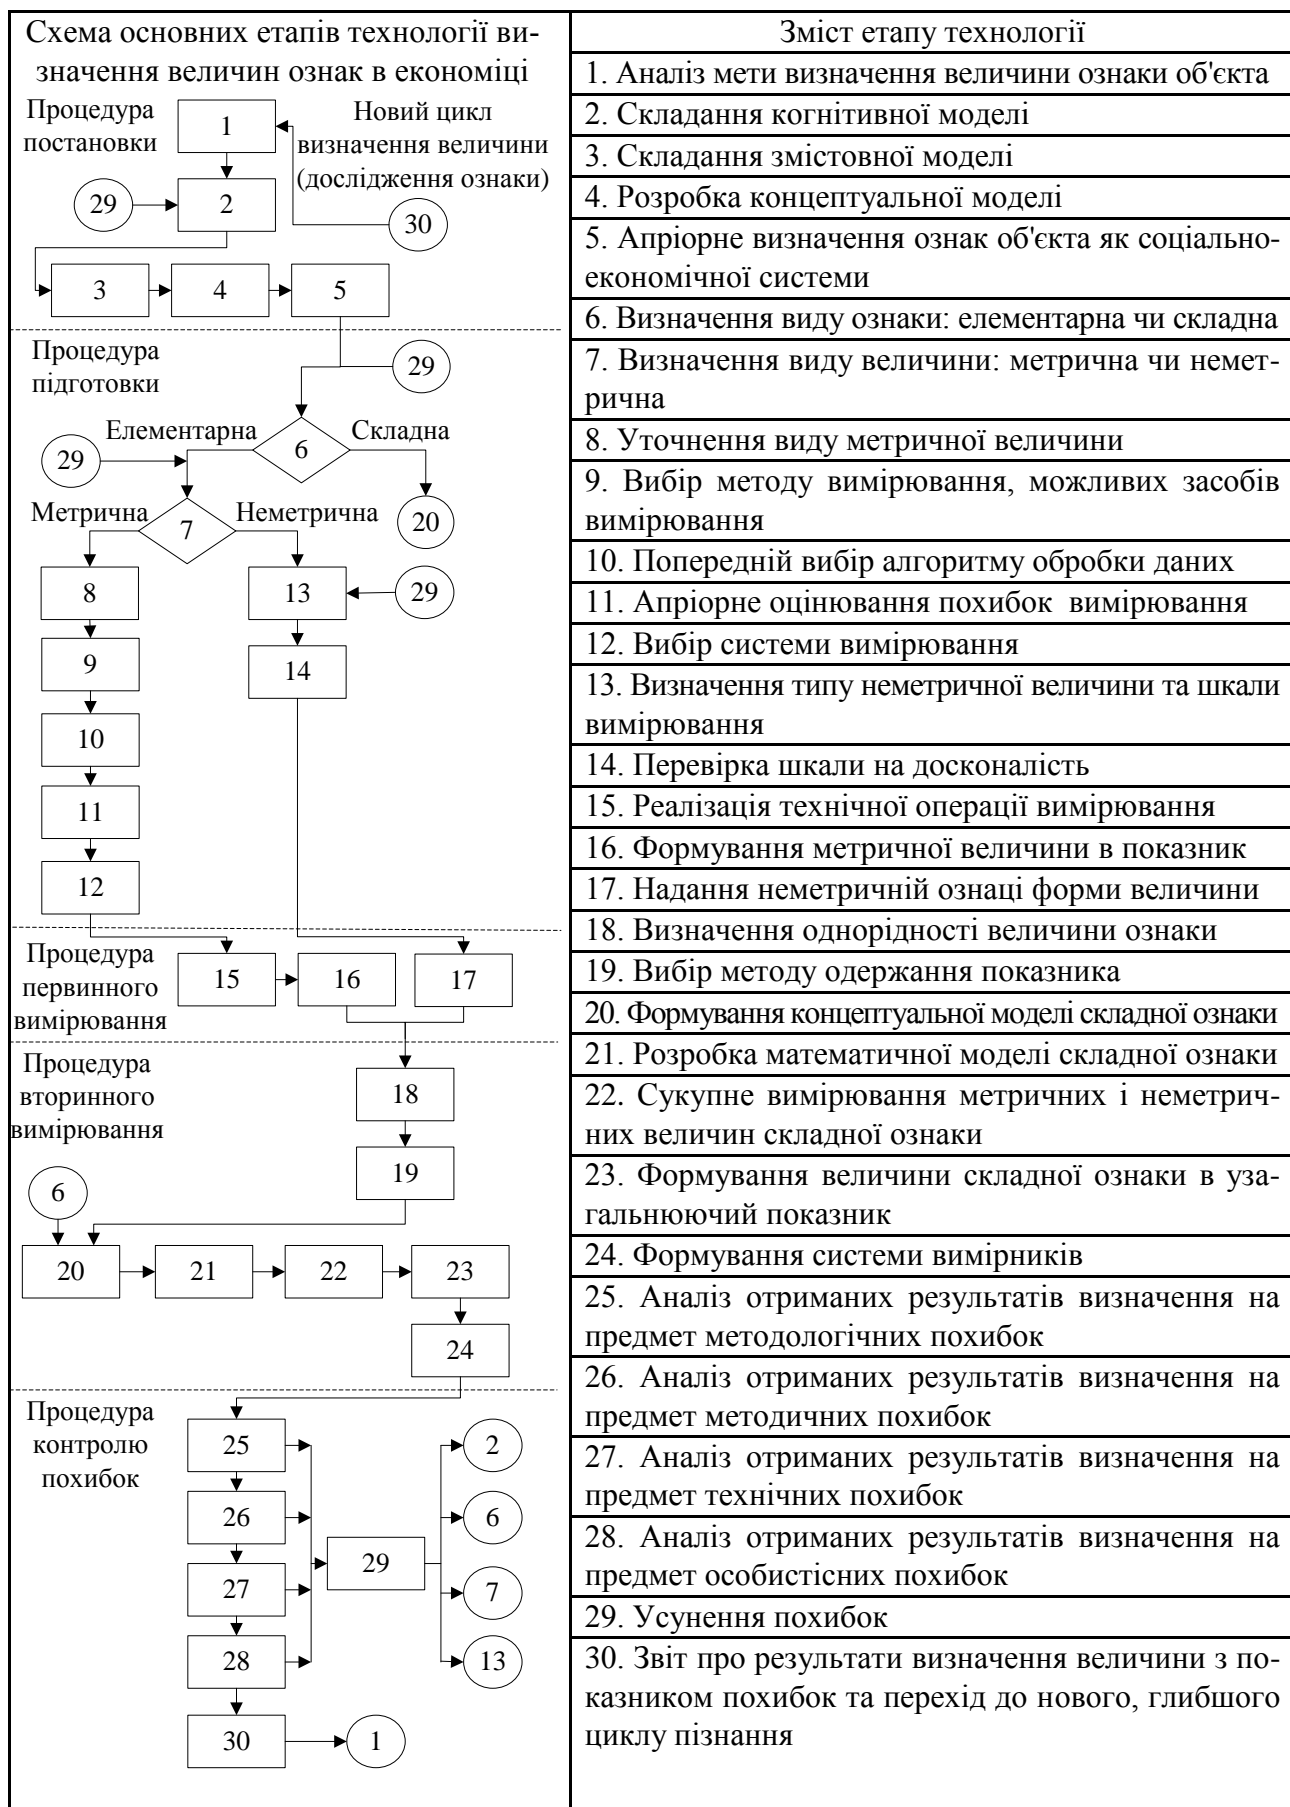 Схема основних етапів технології ви-
значення величин ознак в економіці
Процедура
постановки
Новий цикл
визначення величини
(дослідження ознаки)
1
29
2
30
3
4
5
Процедура
підготовки
29
Елементарна
Складна
6
29
Метрична
Неметрична
7
20
8
13
29
9
14
10
11
12
Процедура
первинного
вимірювання
15
16
17
Процедура
вторинного
вимірювання
18
19
6
20
21
22
23
24
Процедура
контролю
похибок
25
2
26
6
29
27
7
28
13
30
1
Зміст етапу технології
1. Аналіз мети визначення величини ознаки об'єкта
2. Складання когнітивної моделі
3. Складання змістовної моделі
4. Розробка концептуальної моделі
5. Апріорне визначення ознак об'єкта як соціально-
економічної системи
6. Визначення виду ознаки: елементарна чи складна
7. Визначення виду величини: метрична чи немет-
рична
8. Уточнення виду метричної величини
9. Вибір методу вимірювання, можливих засобів
вимірювання
10. Попередній вибір алгоритму обробки даних
11. Апріорне оцінювання похибок вимірювання
12. Вибір системи вимірювання
13. Визначення типу неметричної величини та шкали
вимірювання
14. Перевірка шкали на досконалість
15. Реалізація технічної операції вимірювання
16. Формування метричної величини в показник
17. Надання неметричній ознаці форми величини
18. Визначення однорідності величини ознаки
19. Вибір методу одержання показника
20. Формування концептуальної моделі складної ознаки
21. Розробка математичної моделі складної ознаки
22. Сукупне вимірювання метричних і неметрич-
них величин складної ознаки
23. Формування величини складної ознаки в уза-
гальнюючий показник
24. Формування системи вимірників
25. Аналіз отриманих результатів визначення на
предмет методологічних похибок
26. Аналіз отриманих результатів визначення на
предмет методичних похибок
27. Аналіз отриманих результатів визначення на
предмет технічних похибок
28. Аналіз отриманих результатів визначення на
предмет особистісних похибок
29. Усунення похибок
30. Звіт про результати визначення величини з по-
казником похибок та перехід до нового, глибшого
циклу пізнання